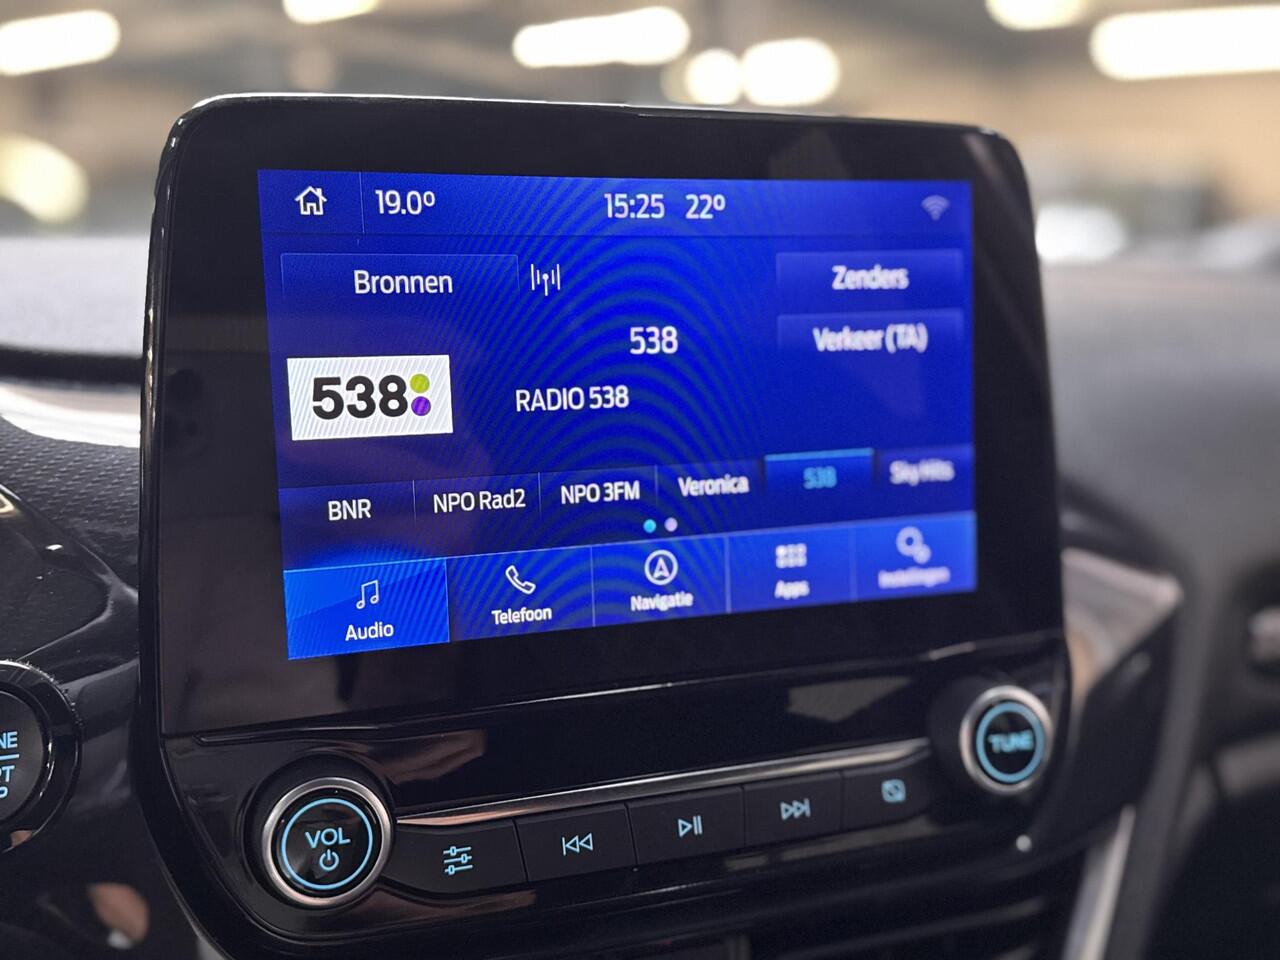 19.0º
15:25 22º
Bronnen
Zenders
538
Verkeer (TA)
538
RADIO 538
BNR
NPO Rad2
NPO 3FM
Veronica
538
Sky Hits
Audio
Telefoon
Navigatie
Apps
Instellingen
VOL
TUNE